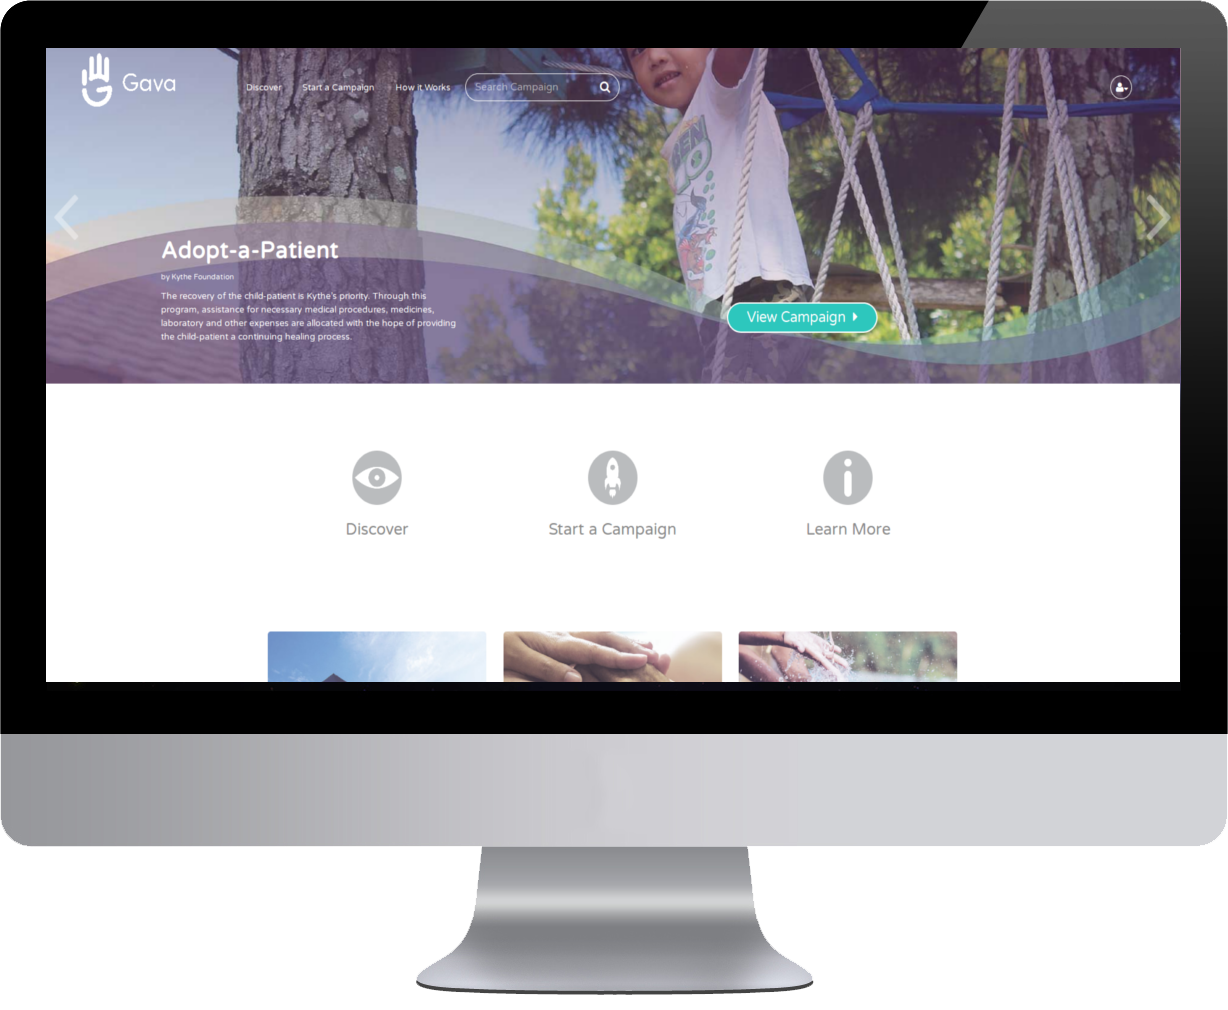 Gava
Discover
Start a Campaign
How it Works
Search Campaign
Adopt-a-Patient
by Kythe Foundation
The recovery of the child-patient is Kythe's priority. Through this
program, assistance for necessary medical procedures, medicines,
laboratory and other expenses are allocated with the hope of providing
the child-patient a continuing healing process.
View Campaign
Discover
Start a Campaign
Learn More